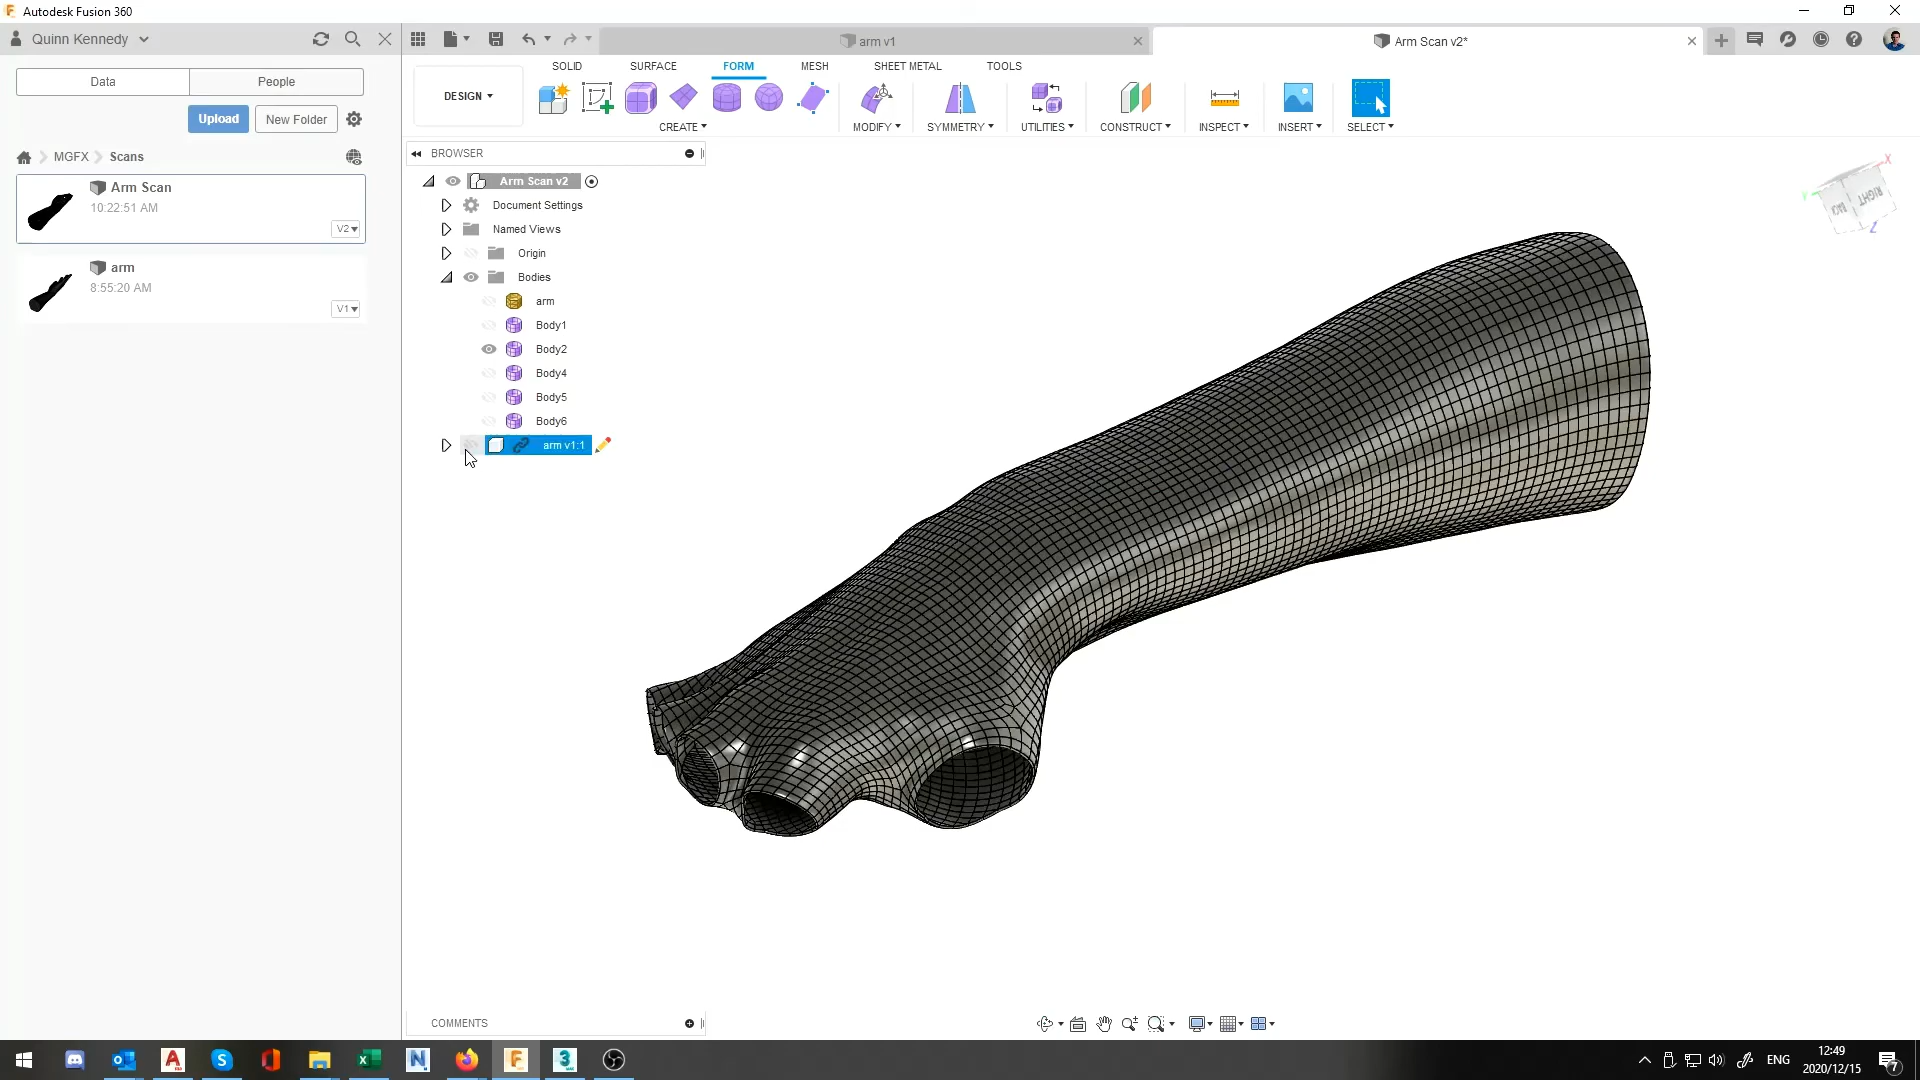 Autodesk Fusion 360
Quinn Kennedy
arm v1
Arm Scan v2*
Data
People
Upload
New Folder
MGFX
Scans
Arm Scan
10:22:51 AM
V2
arm
8:55:20 AM
V1
SOLID
SURFACE
FORM
MESH
SHEET METAL
TOOLS
DESIGN
CREATE
MODIFY
SYMMETRY
UTILITIES
CONSTRUCT
INSPECT
INSERT
SELECT
BROWSER
Arm Scan v2
Document Settings
Named Views
Origin
Bodies
arm
Body1
Body2
Body4
Body5
Body6
arm v1:1
X
Y
Z
BACK
RIGHT
COMMENTS
ENG
12:49
2020/12/15
7